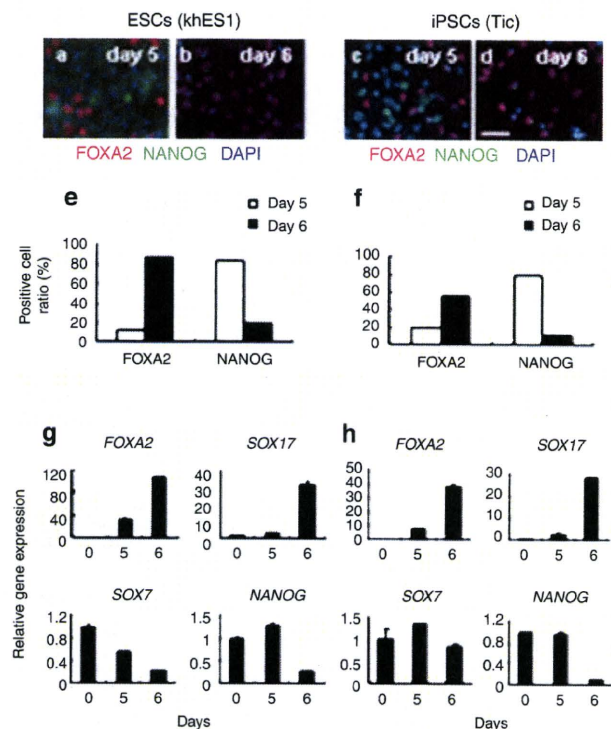 ESCs (khES1)
iPSCs (Tic)
a day 5
b day 6
c day 5
d day 6
FOXA2 NANOG DAPI
FOXA2 NANOG DAPI
e
Day 5
Day 6
Positive cell
ratio (%)
100
80
60
40
20
0
FOXA2 NANOG
f
Day 5
Day 6
100
80
60
40
20
0
FOXA2 NANOG
Relative gene expression
g
FOXA2
120
80
40
0
0 5 6
SOX17
40
30
20
10
0
0 5 6
h
FOXA2
50
40
30
20
10
0
0 5 6
SOX17
30
20
10
0
0 5 6
SOX7
1.2
0.8
0.4
0
0 5 6
NANOG
1.5
1
0.5
0
0 5 6
SOX7
1.5
1
0.5
0
0 5 6
NANOG
1.2
0.8
0.4
0
0 5 6
Days
Days